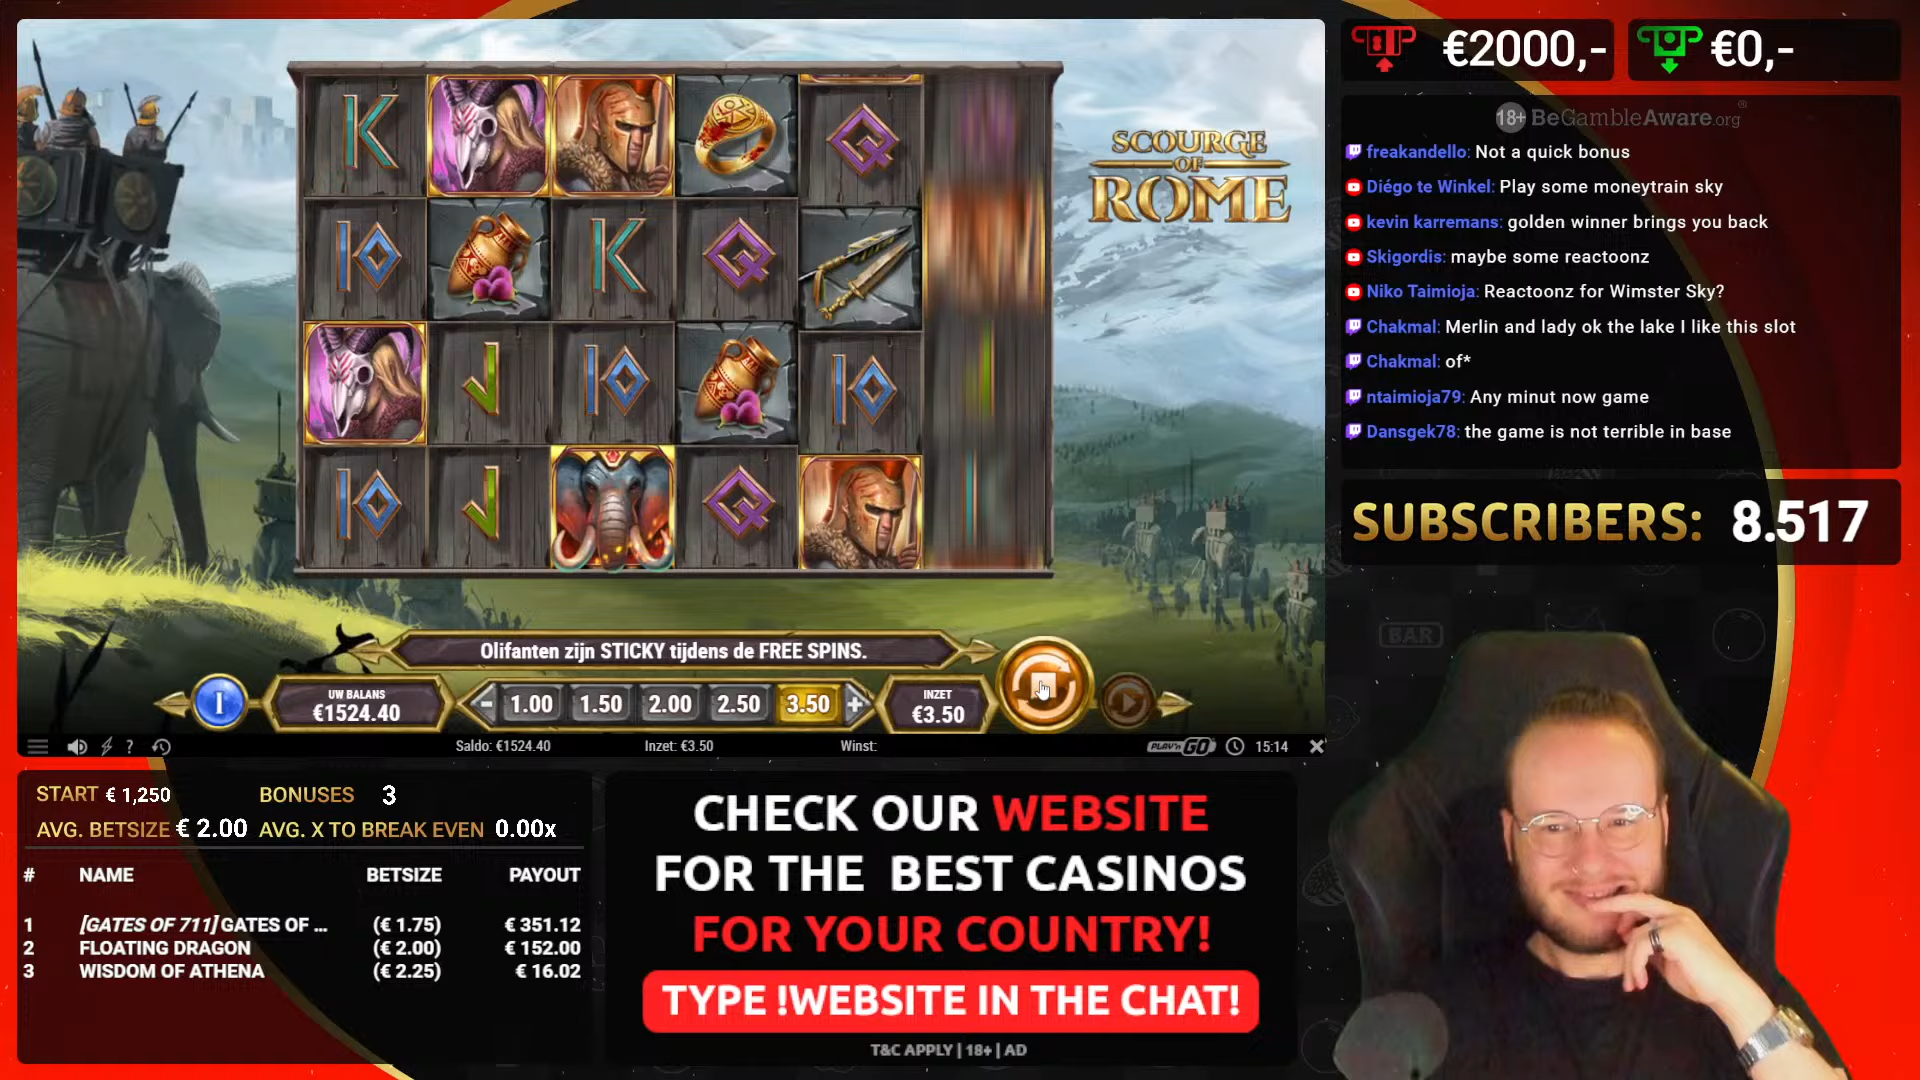 €2000,-
€0,-
18+ BeGambleAware.org®
freakandello: Not a quick bonus
Diégo te Winkel: Play some moneytrain sky
kevin karremans: golden winner brings you back
Skigordis: maybe some reactoonz
Niko Taimioja: Reactoonz for Wimster Sky?
Chakmal: Merlin and lady ok the lake I like this slot
Chakmal: of*
ntaimioja79: Any minut now game
Dansgek78: the game is not terrible in base
SUBSCRIBERS: 8.517
BAR
SCOURGE
OF
ROME
K Q
10 K Q
J 10 10
10 J Q
Olifanten zijn STICKY tijdens de FREE SPINS.
I
UW BALANS
€1524.40
- 1.00 1.50 2.00 2.50 3.50 +
INZET
€3.50
? Saldo: €1524.40 Inzet: €3.50 Winst: PLAY'n GO 15:14
START € 1,250 BONUSES 3
AVG. BETSIZE € 2.00 AVG. X TO BREAK EVEN 0.00x
# NAME BETSIZE PAYOUT
1 [GATES OF 711] GATES OF ... (€ 1.75) € 351.12
2 FLOATING DRAGON (€ 2.00) € 152.00
3 WISDOM OF ATHENA (€ 2.25) € 16.02
CHECK OUR WEBSITE
FOR THE BEST CASINOS
FOR YOUR COUNTRY!
TYPE !WEBSITE IN THE CHAT!
T&C APPLY | 18+ | AD